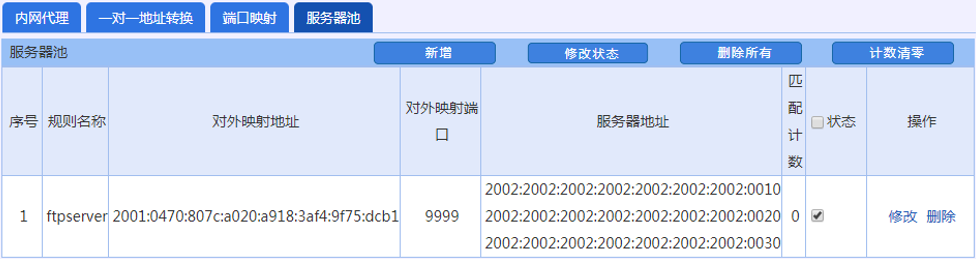 内网代理 一对一地址转换 端口映射 服务器池
服务器池 新增 修改状态 删除所有 计数清零
序号 规则名称 对外映射地址 对外映射端口 服务器地址 匹配计数 状态 操作
1 ftpserver 2001:0470:807c:a020:a918:3af4:9f75:dcb1 9999 2002:2002:2002:2002:2002:2002:2002:0010
2002:2002:2002:2002:2002:2002:2002:0020 0 修改 删除
2002:2002:2002:2002:2002:2002:2002:0030